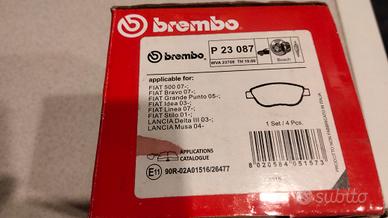 brembo
brembo
P 23 087
WVA 23708 TH 19.00
Bosch
applicable for:
FIAT 500 07-;
FIAT Bravo 07-;
FIAT Grande Punto 05-;
FIAT Idea 03-;
FIAT Linea 07-;
FIAT Stilo 01-;
LANCIA Delta III 03-;
LANCIA Musa 04-
1 Set / 4 Pcs.
APPLICATIONS
CATALOGUE
E11 90R-02A01516/26477
8 020584 051573
subito